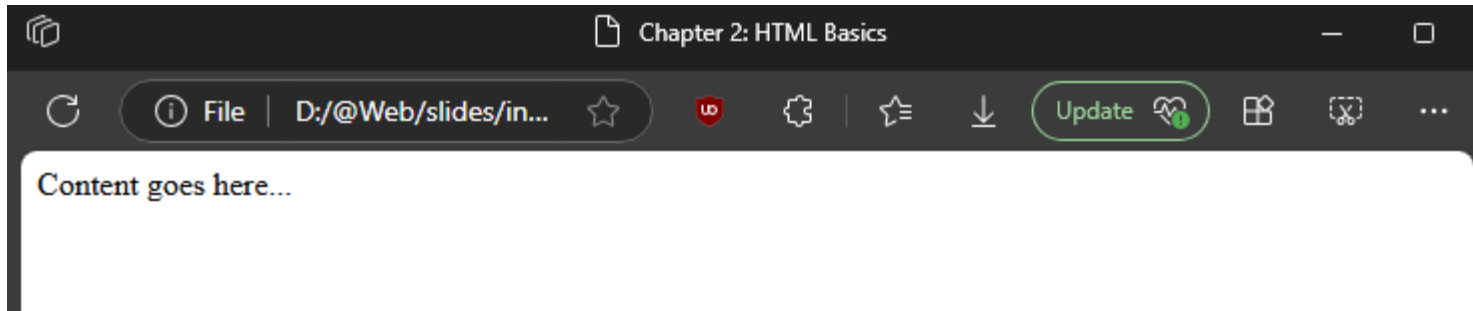 Chapter 2: HTML Basics
File D:/@Web/slides/in... Update
Content goes here...